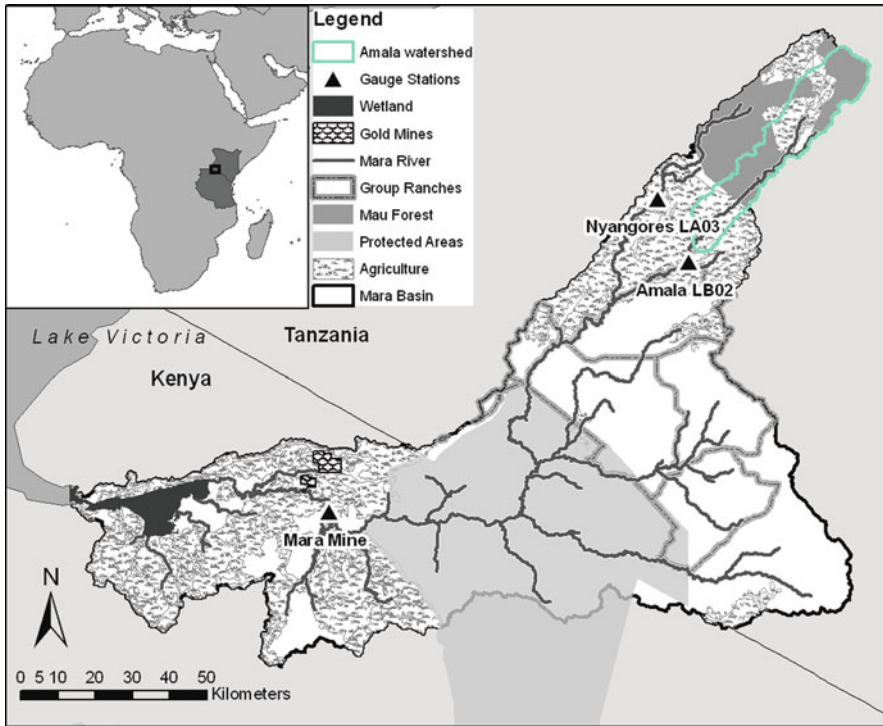 Legend
Amala watershed
Gauge Stations
Wetland
Gold Mines
Mara River
Group Ranches
Mau Forest
Protected Areas
Agriculture
Mara Basin
Nyangores LA03
Amala LB02
Lake Victoria
Tanzania
Kenya
Mara Mine
N
0 5 10 20 30 40 50
Kilometers